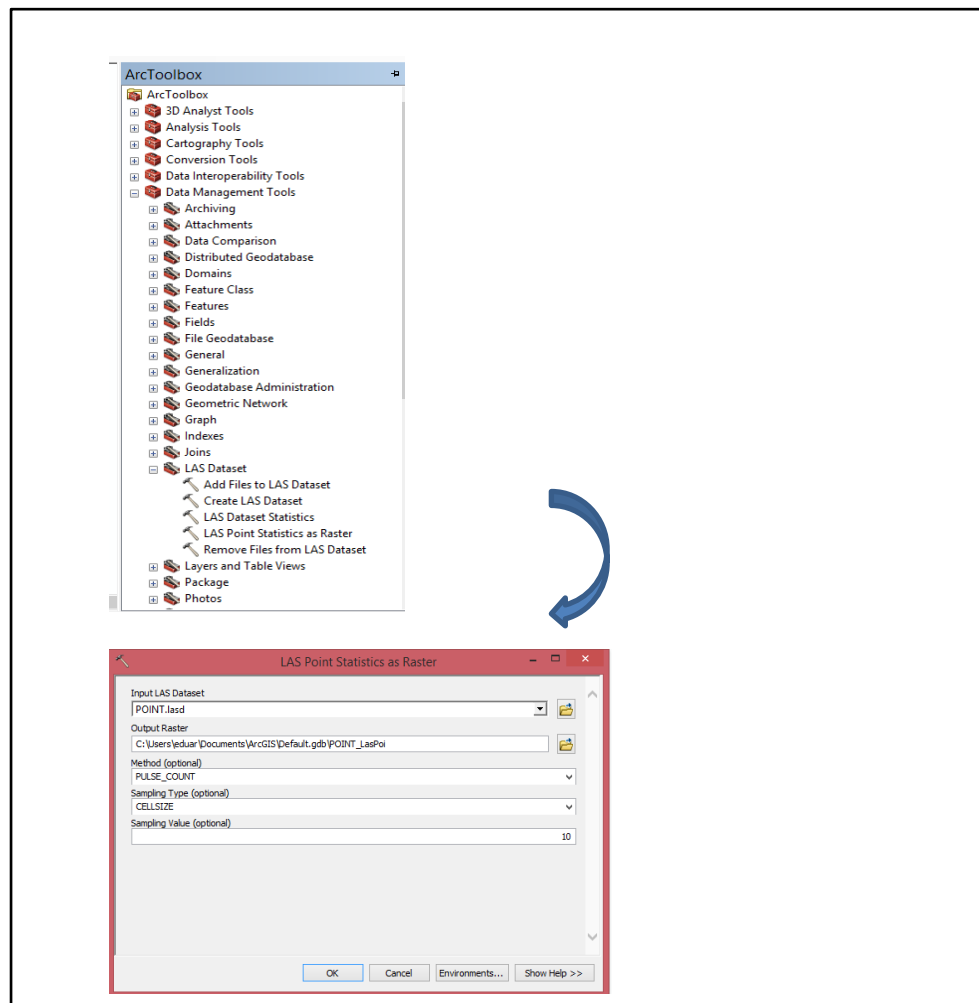 ArcToolbox
ArcToolbox
3D Analyst Tools
Analysis Tools
Cartography Tools
Conversion Tools
Data Interoperability Tools
Data Management Tools
Archiving
Attachments
Data Comparison
Distributed Geodatabase
Domains
Feature Class
Features
Fields
File Geodatabase
General
Generalization
Geodatabase Administration
Geometric Network
Graph
Indexes
Joins
LAS Dataset
Add Files to LAS Dataset
Create LAS Dataset
LAS Dataset Statistics
LAS Point Statistics as Raster
Remove Files from LAS Dataset
Layers and Table Views
Package
Photos
LAS Point Statistics as Raster
Input LAS Dataset
POINT.lasd
Output Raster
C:\Users\eduar\Documents\ArcGIS\Default.gdb\POINT_LasPoi
Method (optional)
PULSE_COUNT
Sampling Type (optional)
CELLSIZE
Sampling Value (optional)
10
OK Cancel Environments... Show Help >>